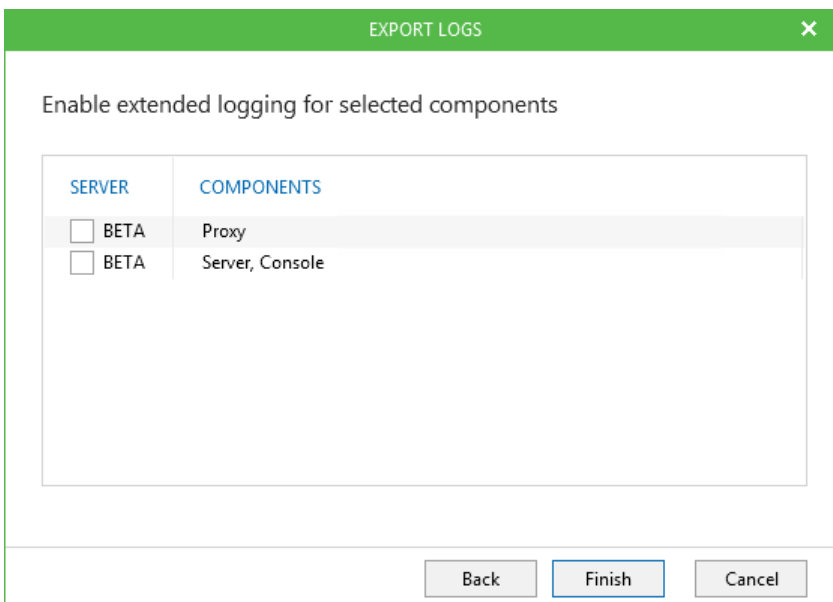 EXPORT LOGS
Enable extended logging for selected components
SERVER COMPONENTS
BETA Proxy
BETA Server, Console
Back Finish Cancel